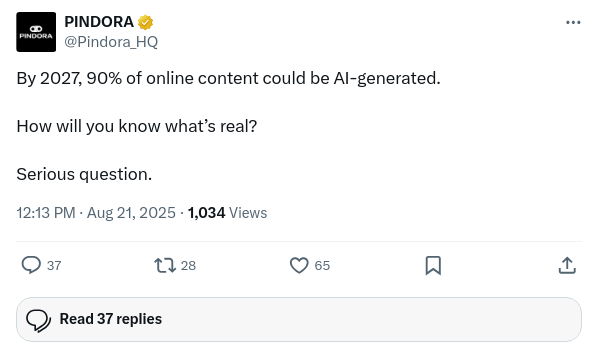 PINDORA
PINDORA
@Pindora_HQ
By 2027, 90% of online content could be AI-generated.
How will you know what’s real?
Serious question.
12:13 PM · Aug 21, 2025 · 1,034 Views
37 28 65
Read 37 replies